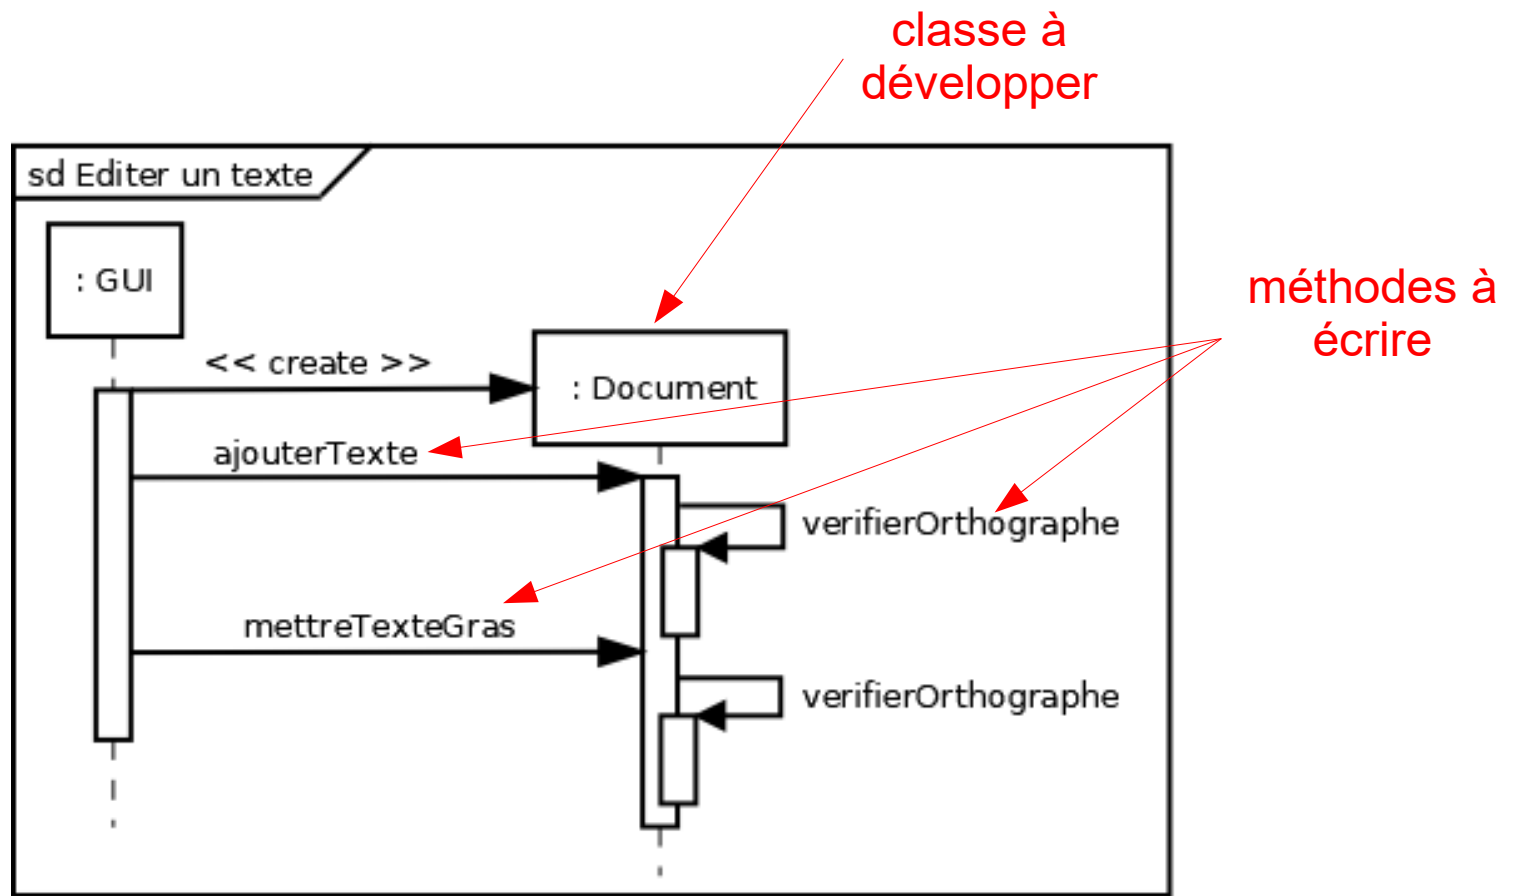 classe à
développer
sd Editer un texte
: GUI
<< create >>
: Document
méthodes à
écrire
ajouterTexte
verifierOrthographe
mettreTexteGras
verifierOrthographe